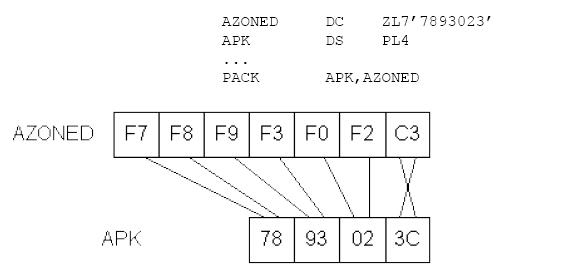 AZONED DC ZL7'7893023'
APK DS PL4
...
PACK APK,AZONED
AZONED F7 F8 F9 F3 F0 F2 C3
APK 78 93 02 3C